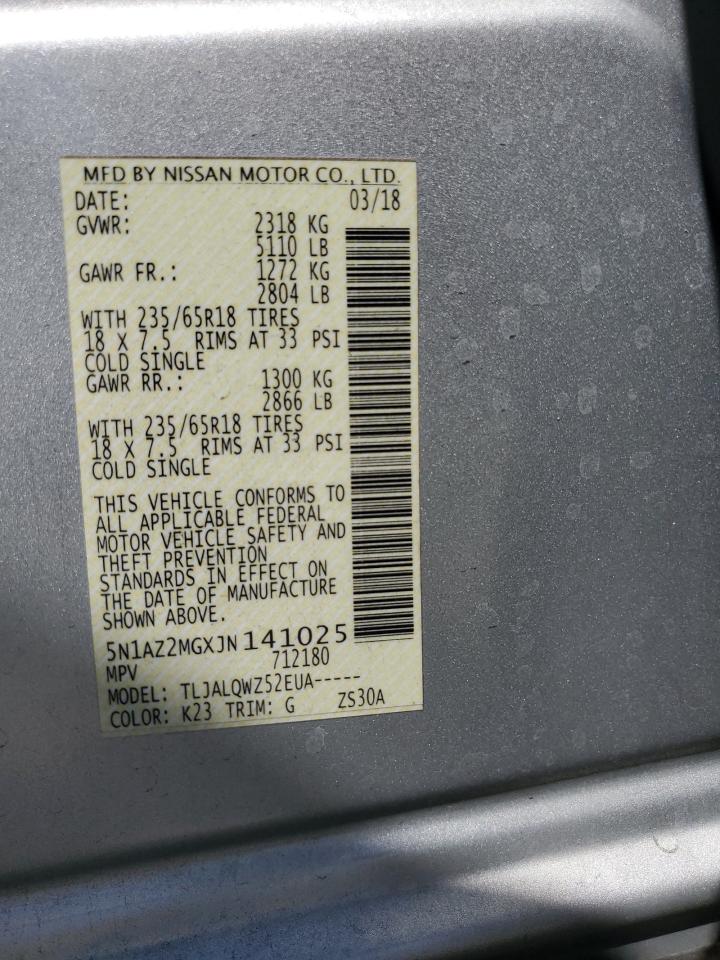 MFD BY NISSAN MOTOR CO., LTD.
DATE: 03/18
GVWR: 2318 KG
5110 LB
GAWR FR.: 1272 KG
2804 LB
WITH 235/65R18 TIRES
18 X 7.5 RIMS AT 33 PSI
COLD SINGLE
GAWR RR.: 1300 KG
2866 LB
WITH 235/65R18 TIRES
18 X 7.5 RIMS AT 33 PSI
COLD SINGLE
THIS VEHICLE CONFORMS TO
ALL APPLICABLE FEDERAL
MOTOR VEHICLE SAFETY AND
THEFT PREVENTION
STANDARDS IN EFFECT ON
THE DATE OF MANUFACTURE
SHOWN ABOVE.
5N1AZ2MGXJN141025
MPV 712180
MODEL: TLJALQWZ52EUA-----
COLOR: K23 TRIM: G ZS30A